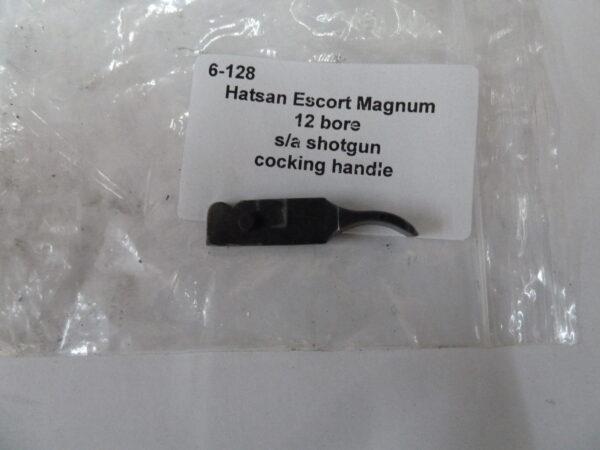 6-128
Hatsan Escort Magnum
12 bore
s/a shotgun
cocking handle